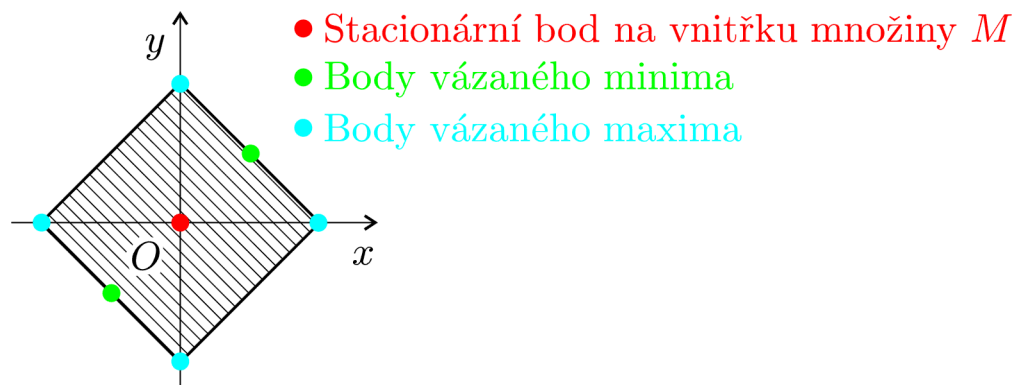 y
Stacionární bod na vnitřku množiny M
Body vázaného minima
Body vázaného maxima
O
x